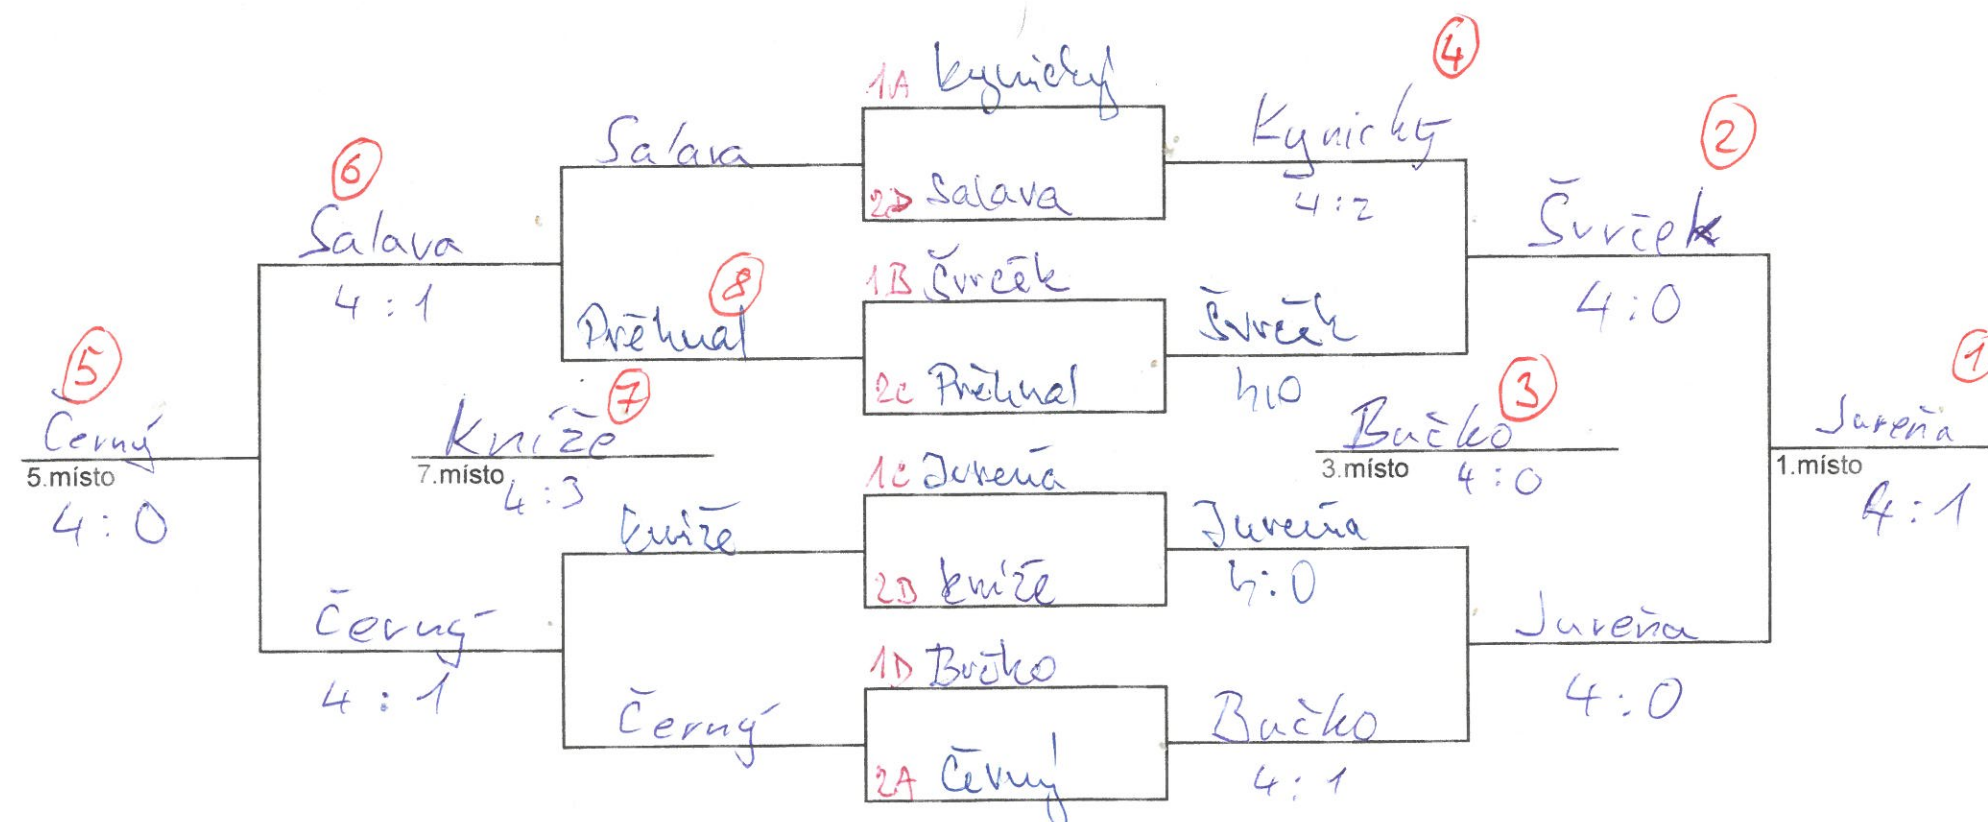 1A Kynický
2D Salava
1B Švrček
2C Přehnal
1C Jureňa
2B Kníže
1D Bučko
2A Černý
Kynický 4
4:2
Švrček
4:0
Jureňa
4:0
Bučko
4:1
Švrček 2
4:0
Jureňa
4:0
Bučko 3
3.místo 4:0
Jureňa 1
1.místo
4:1
Salava
Přehnal 8
Kníže
Černý
Salava 6
4:1
Černý
4:1
Kníže 7
7.místo 4:3
Černý 5
5.místo
4:0